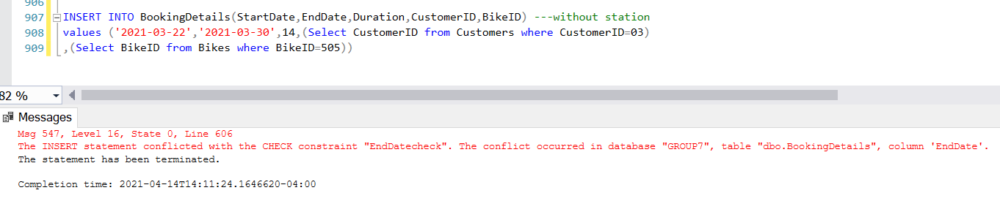 906
907 INSERT INTO BookingDetails(StartDate,EndDate,Duration,CustomerID,BikeID) ---without station
908 values ('2021-03-22','2021-03-30',14,(Select CustomerID from Customers where CustomerID=03)
909 ,(Select BikeID from Bikes where BikeID=505))
82 %
Messages
Msg 547, Level 16, State 0, Line 606
The INSERT statement conflicted with the CHECK constraint "EndDatecheck". The conflict occurred in database "GROUP7", table "dbo.BookingDetails", column 'EndDate'.
The statement has been terminated.
Completion time: 2021-04-14T14:11:24.1646620-04:00